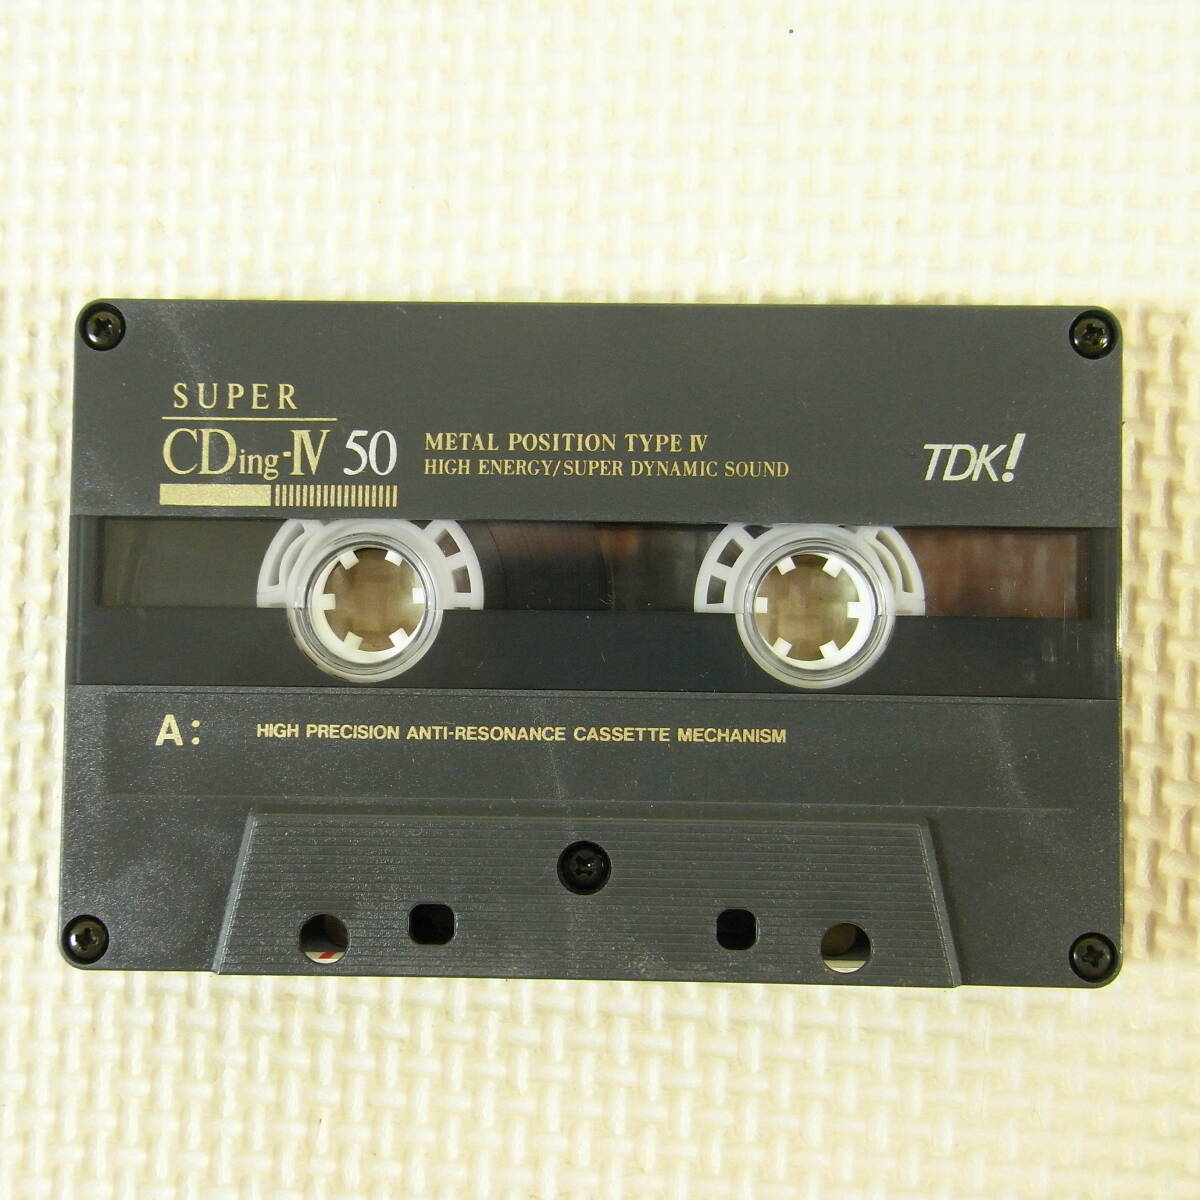 SUPER
CDing-IV 50
METAL POSITION TYPE IV
HIGH ENERGY/SUPER DYNAMIC SOUND
TDK!
A:
HIGH PRECISION ANTI-RESONANCE CASSETTE MECHANISM